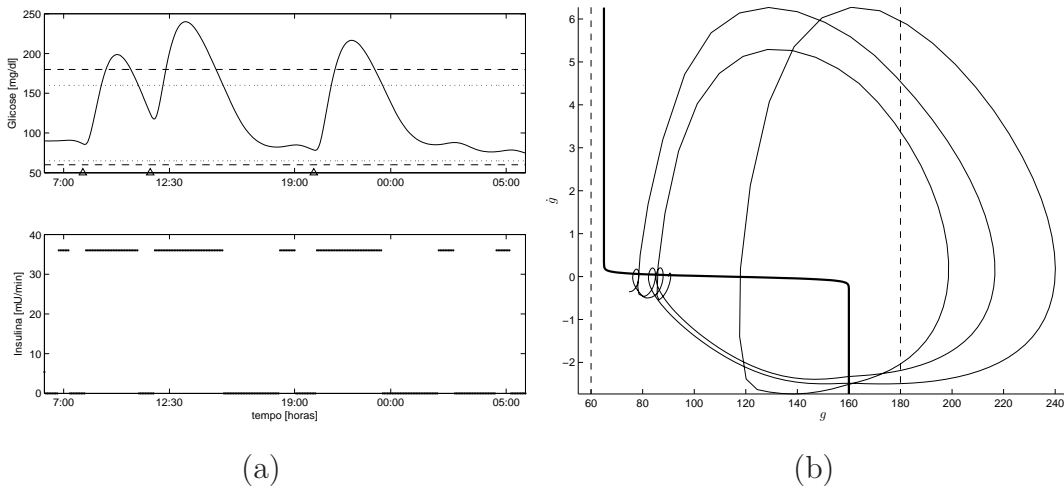 250
200
150
100
50
Glicose [mg/dl]
7:00 12:30 19:00 00:00 05:00
40
30
20
10
0
Insulina [mU/min]
7:00 12:30 19:00 00:00 05:00
tempo [horas]
(a)
6
5
4
3
2
1
0
−1
−2
ġ
60 80 100 120 140 160 180 200 220 240
g
(b)